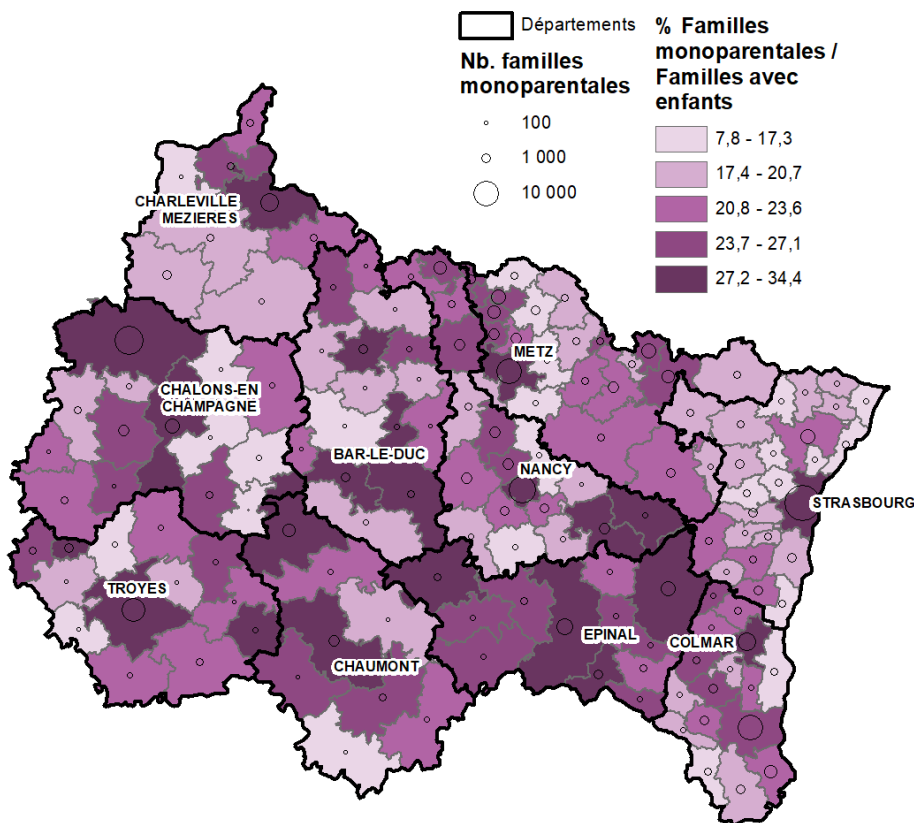 Départements
Nb. familles
monoparentales
100
1 000
10 000
% Familles
monoparentales /
Familles avec
enfants
7,8 - 17,3
17,4 - 20,7
20,8 - 23,6
23,7 - 27,1
27,2 - 34,4
CHARLEVILLE
MEZIERES
METZ
CHALONS-EN
CHAMPAGNE
BAR-LE-DUC
NANCY
STRASBOURG
TROYES
EPINAL
COLMAR
CHAUMONT